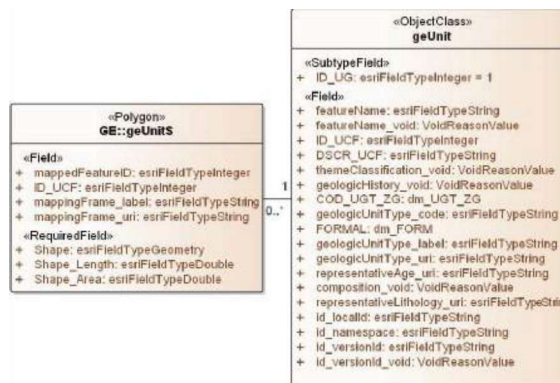 «Polygon»
GE::geUnitS
«Field»
+ mappedFeatureID: esriFieldTypeInteger
+ ID_UCF: esriFieldTypeInteger
+ mappingFrame_label: esriFieldTypeString
+ mappingFrame_uri: esriFieldTypeString
«RequiredField»
+ Shape: esriFieldTypeGeometry
+ Shape_Length: esriFieldTypeDouble
+ Shape_Area: esriFieldTypeDouble
1
0..*
«ObjectClass»
geUnit
«SubtypeField»
+ ID_UG: esriFieldTypeInteger = 1
«Field»
+ featureName: esriFieldTypeString
+ featureName_void: VoidReasonValue
+ ID_UCF: esriFieldTypeInteger
+ DSCR_UCF: esriFieldTypeString
+ themeClassification_void: VoidReasonValue
+ geologicHistory_void: VoidReasonValue
+ COD_UGT_ZG: dm_UGT_ZG
+ geologicUnitType_code: esriFieldTypeString
+ FORMAL: dm_FORM
+ geologicUnitType_label: esriFieldTypeString
+ geologicUnitType_uri: esriFieldTypeString
+ representativeAge_uri: esriFieldTypeString
+ composition_void: VoidReasonValue
+ representativeLithology_uri: esriFieldTypeStrin
+ id_localId: esriFieldTypeString
+ id_namespace: esriFieldTypeString
+ id_versionId: esriFieldTypeString
+ id_versionId_void: VoidReasonValue